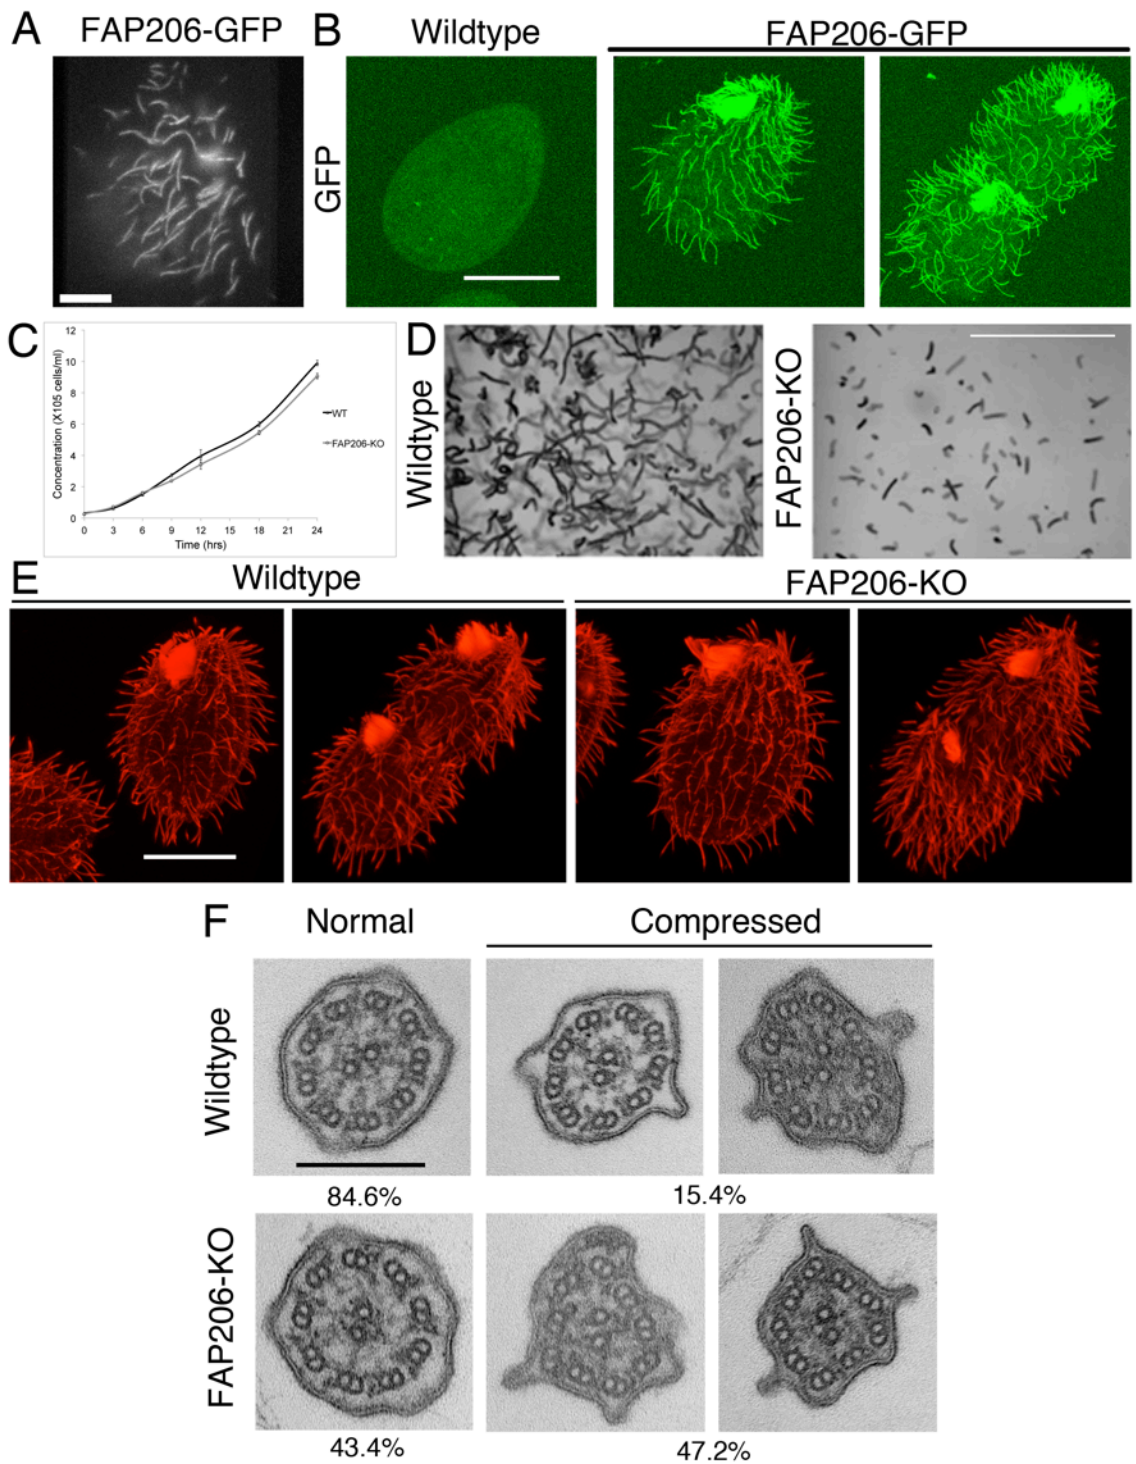 A FAP206-GFP
B Wildtype FAP206-GFP
GFP
C
Concentration (X105 cells/ml)
12
10
8
6
4
2
0
0 3 6 9 12 15 18 21 24
Time (hrs)
WT
FAP206-KO
D
Wildtype
FAP206-KO
E Wildtype FAP206-KO
F Normal Compressed
Wildtype
84.6% 15.4%
FAP206-KO
43.4% 47.2%